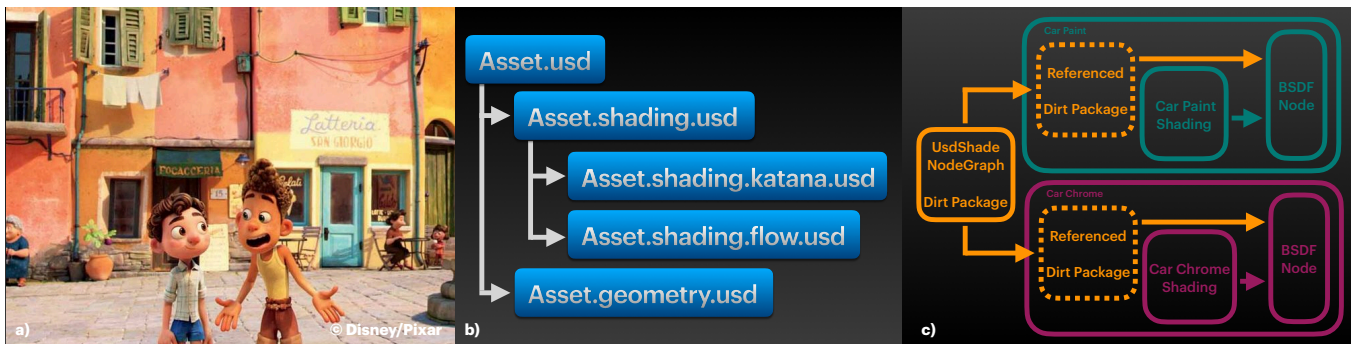 Latteria
SAN GIORGIO
FOCACCERIA
15
a)
© Disney/Pixar
Asset.usd
Asset.shading.usd
Asset.shading.katana.usd
Asset.shading.flow.usd
Asset.geometry.usd
b)
Car Paint
Referenced
Dirt Package
Car Paint
Shading
BSDF
Node
UsdShade
NodeGraph
Dirt Package
Car Chrome
Referenced
Dirt Package
Car Chrome
Shading
BSDF
Node
c)